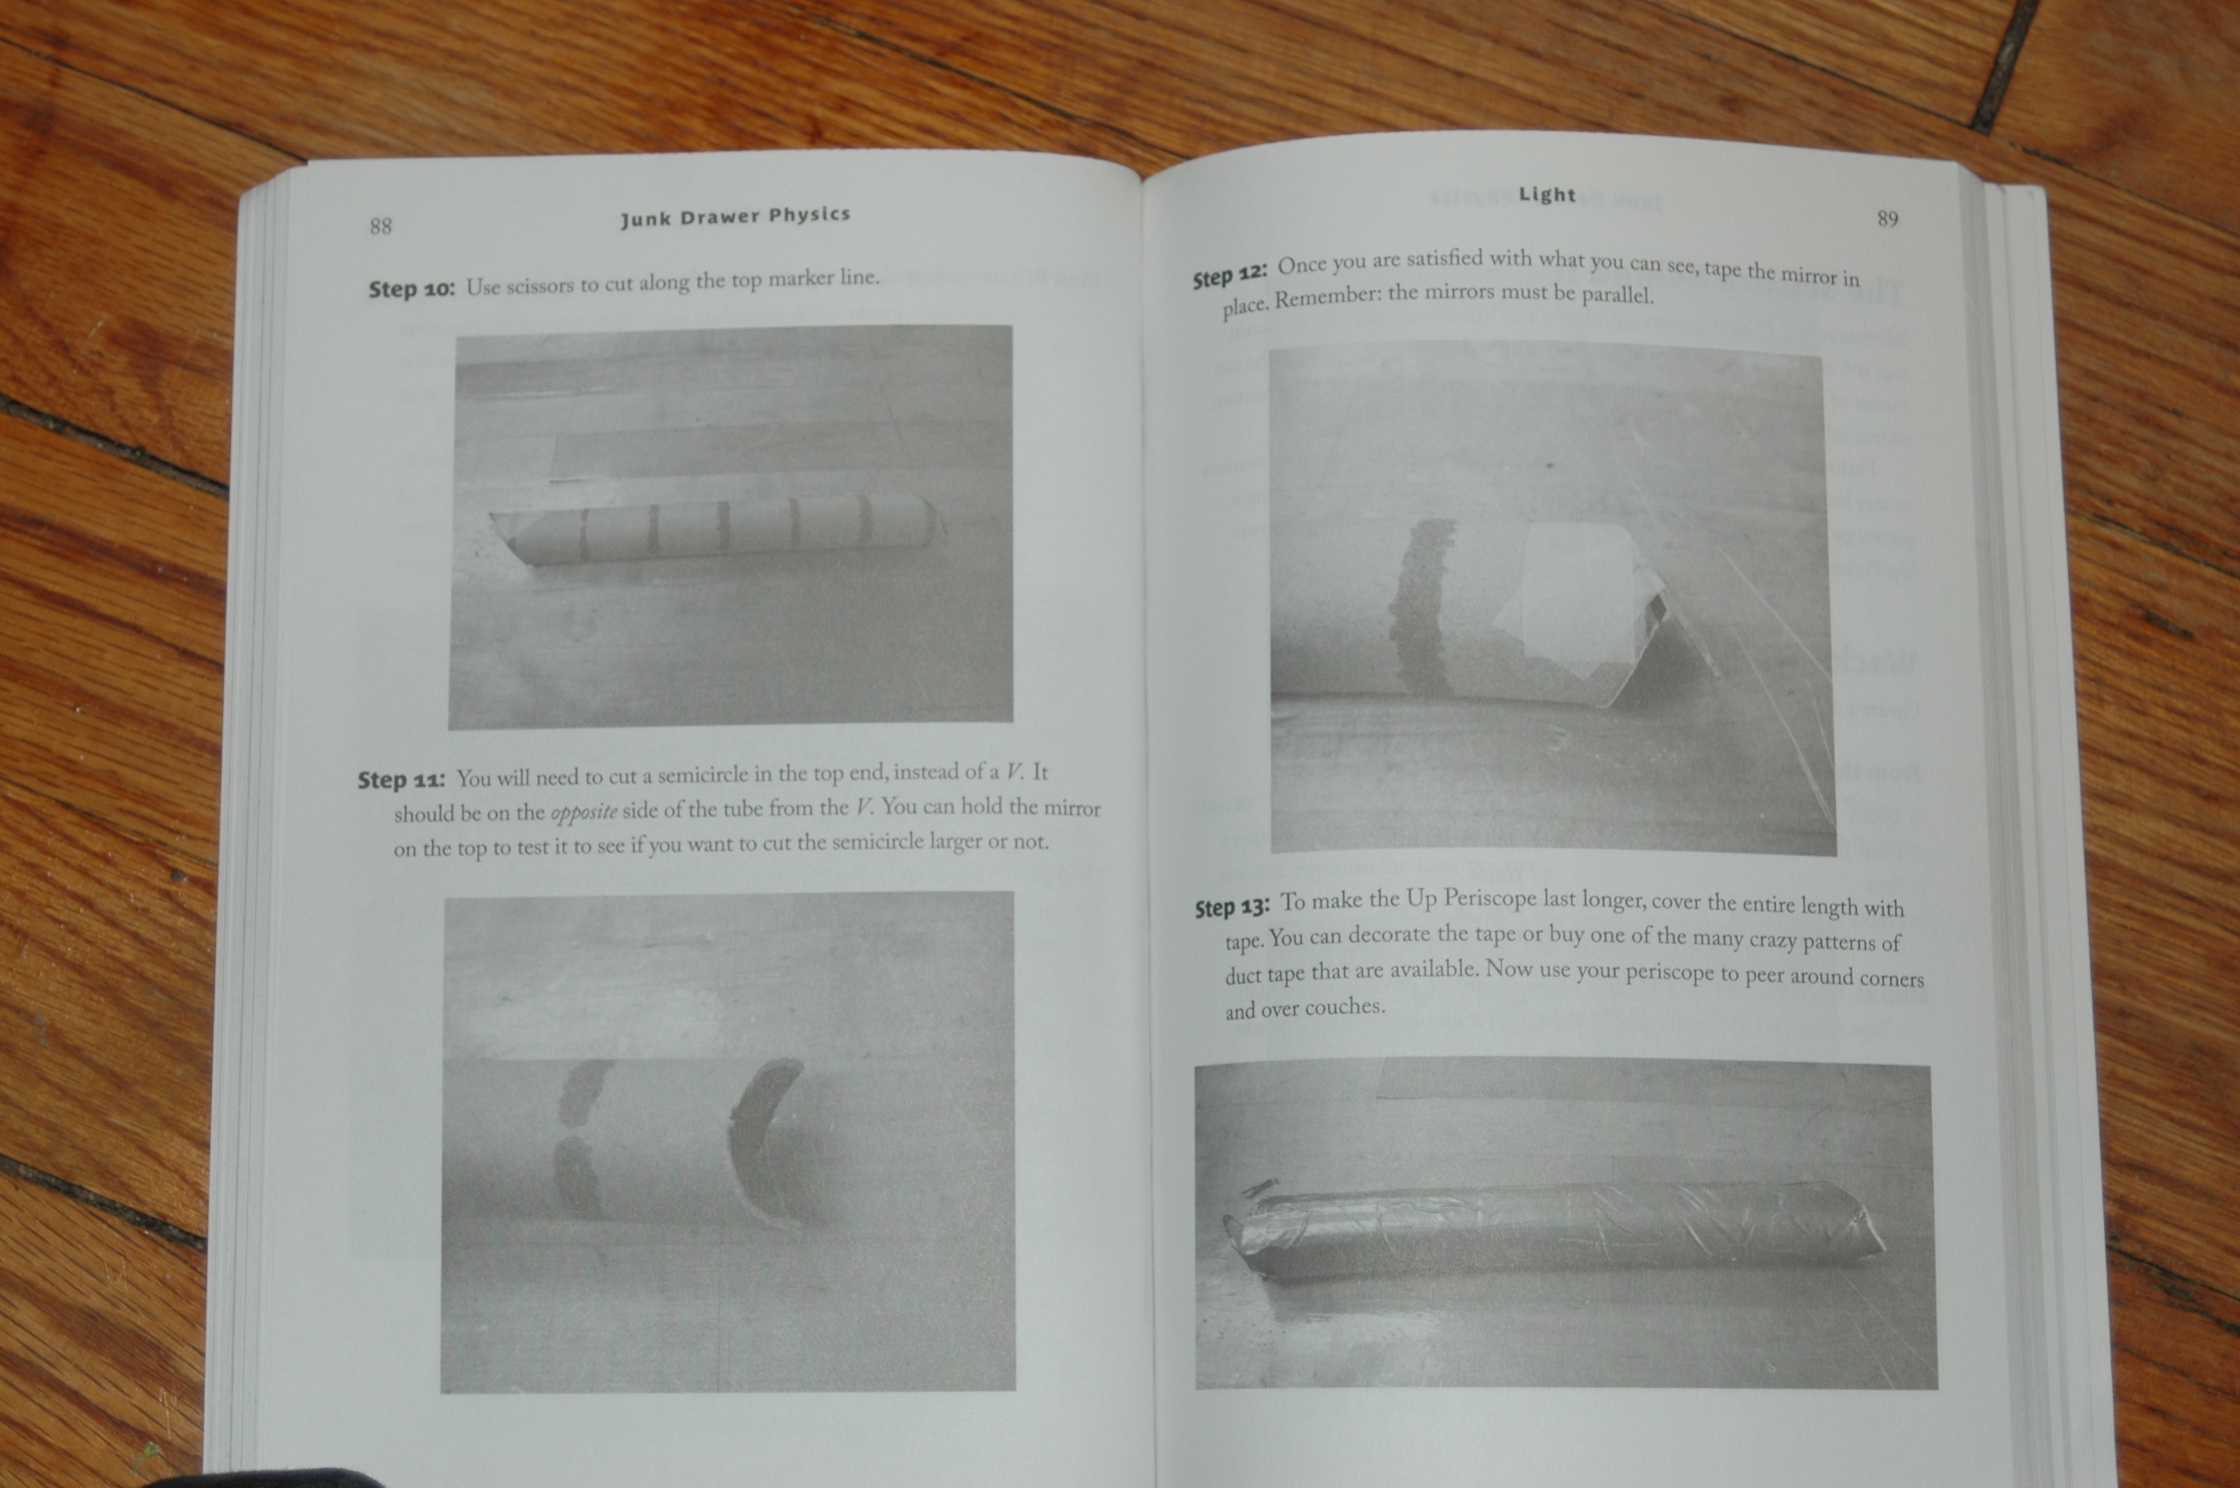 88
Junk Drawer Physics
Step 10: Use scissors to cut along the top marker line.
Step 11: You will need to cut a semicircle in the top end, instead of a V. It
should be on the opposite side of the tube from the V. You can hold the mirror
on the top to test it to see if you want to cut the semicircle larger or not.
Light
89
Step 12: Once you are satisfied with what you can see, tape the mirror in
place. Remember: the mirrors must be parallel.
Step 13: To make the Up Periscope last longer, cover the entire length with
tape. You can decorate the tape or buy one of the many crazy patterns of
duct tape that are available. Now use your periscope to peer around corners
and over couches.